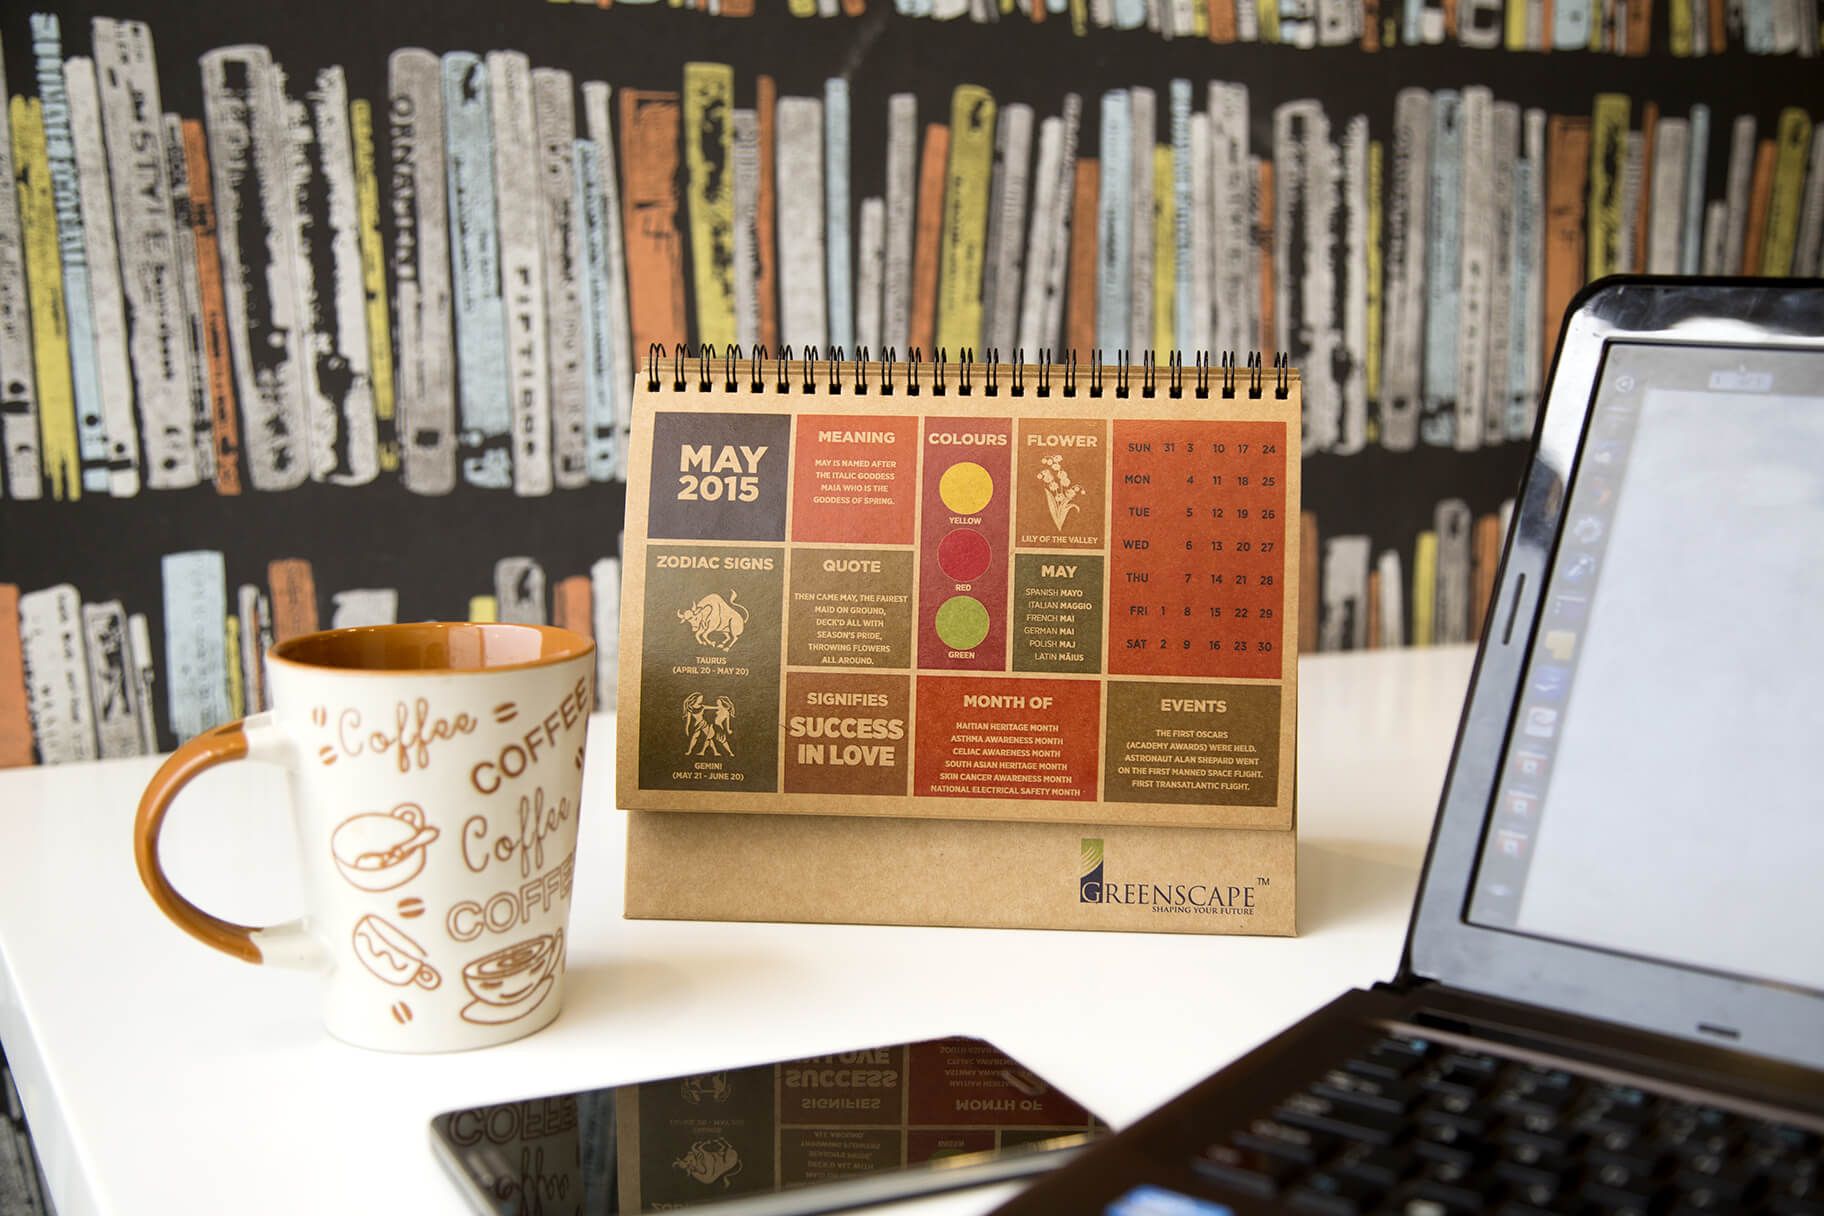 ORNAM
FIFTIDE
MAY
2015
MEANING
MAY IS NAMED AFTER
THE ITALIC GODDESS
MAIA WHO IS THE
GODDESS OF SPRING.
COLOURS
YELLOW
RED
GREEN
FLOWER
LILY OF THE VALLEY
SUN 31 3 10 17 24
MON 4 11 18 25
TUE 5 12 19 26
WED 6 13 20 27
THU 7 14 21 28
FRI 1 8 15 22 29
SAT 2 9 16 23 30
ZODIAC SIGNS
TAURUS
(APRIL 20 - MAY 20)
GEMINI
(MAY 21 - JUNE 20)
QUOTE
THEN CAME MAY, THE FAIREST
MAID ON GROUND,
DECK'D ALL WITH
SEASON'S PRIDE,
THROWING FLOWERS
ALL AROUND.
MAY
SPANISH MAYO
ITALIAN MAGGIO
FRENCH MAI
GERMAN MAI
POLISH MAJ
LATIN MĀIUS
SIGNIFIES
SUCCESS
IN LOVE
MONTH OF
HAITIAN HERITAGE MONTH
ASTHMA AWARENESS MONTH
CELIAC AWARENESS MONTH
SOUTH ASIAN HERITAGE MONTH
SKIN CANCER AWARENESS MONTH
NATIONAL ELECTRICAL SAFETY MONTH
EVENTS
THE FIRST OSCARS
(ACADEMY AWARDS) WERE HELD.
ASTRONAUT ALAN SHEPARD WENT
ON THE FIRST MANNED SPACE FLIGHT.
FIRST TRANSATLANTIC FLIGHT.
GREENSCAPE™
SHAPING YOUR FUTURE
Coffee
COFFEE
Coffee
COFFE